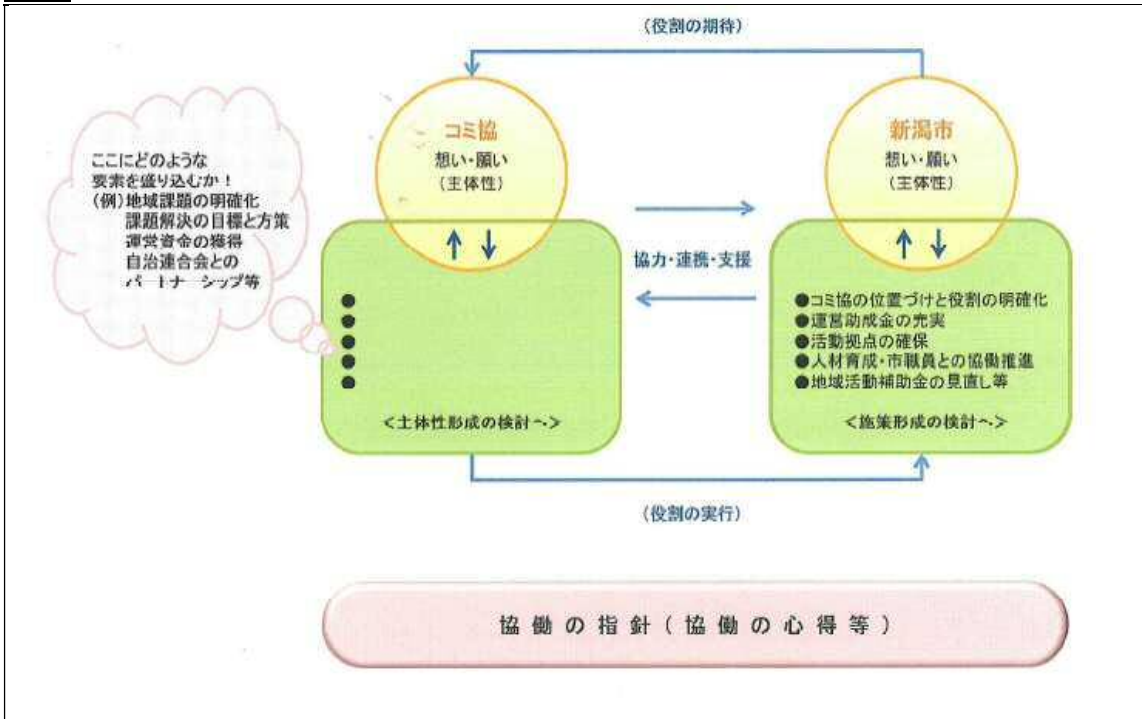 (役割の期待)
コミ協
想い・願い
(主体性)
新潟市
想い・願い
(主体性)
ここにどのような
要素を盛り込むか!
(例)地域課題の明確化
課題解決の目標と方策
運営資金の獲得
自治連合会との
パートナーシップ等
協力・連携・支援
●
●
●
●
●
<主体性形成の検討へ>
●コミ協の位置づけと役割の明確化
●運営助成金の充実
●活動拠点の確保
●人材育成・市職員との協働推進
●地域活動補助金の見直し等
<施策形成の検討へ>
(役割の実行)
協働の指針(協働の心得等)